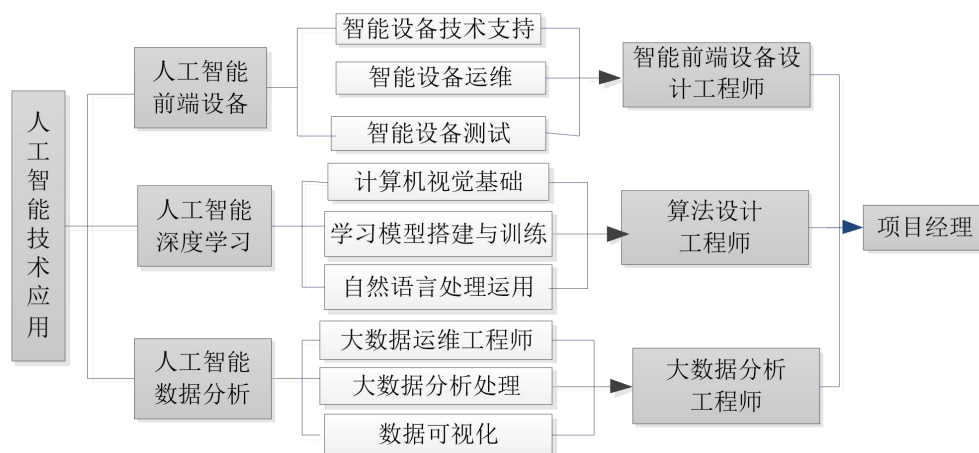 人工智能技术应用
人工智能
前端设备
智能设备技术支持
智能设备运维
智能设备测试
智能前端设备设
计工程师
人工智能
深度学习
计算机视觉基础
学习模型搭建与训练
自然语言处理运用
算法设计
工程师
人工智能
数据分析
大数据运维工程师
大数据分析处理
数据可视化
大数据分析
工程师
项目经理